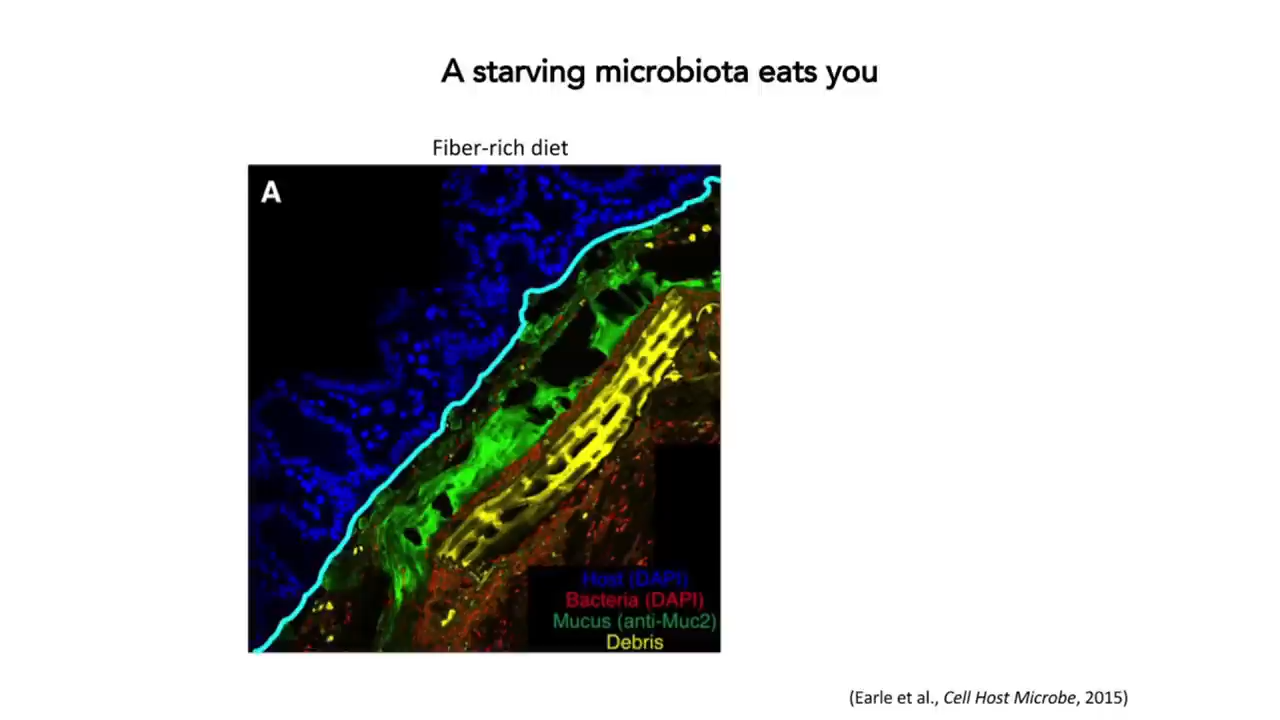 A starving microbiota eats you
Fiber-rich diet
A
Host (DAPI)
Bacteria (DAPI)
Mucus (anti-Muc2)
Debris
(Earle et al., Cell Host Microbe, 2015)